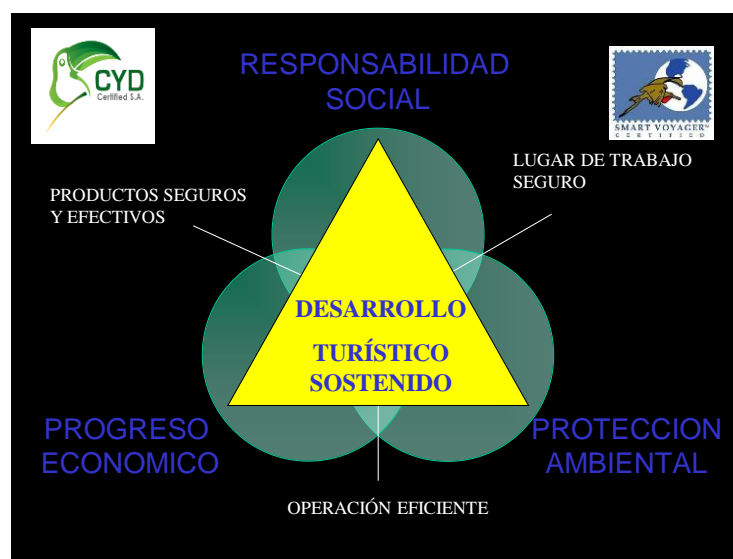 CYD
Certified S.A.
RESPONSABILIDAD
SOCIAL
SMART VOYAGER™
CERTIFIED
LUGAR DE TRABAJO
SEGURO
PRODUCTOS SEGUROS
Y EFECTIVOS
DESARROLLO
TURÍSTICO
SOSTENIDO
PROGRESO
ECONOMICO
PROTECCION
AMBIENTAL
OPERACIÓN EFICIENTE